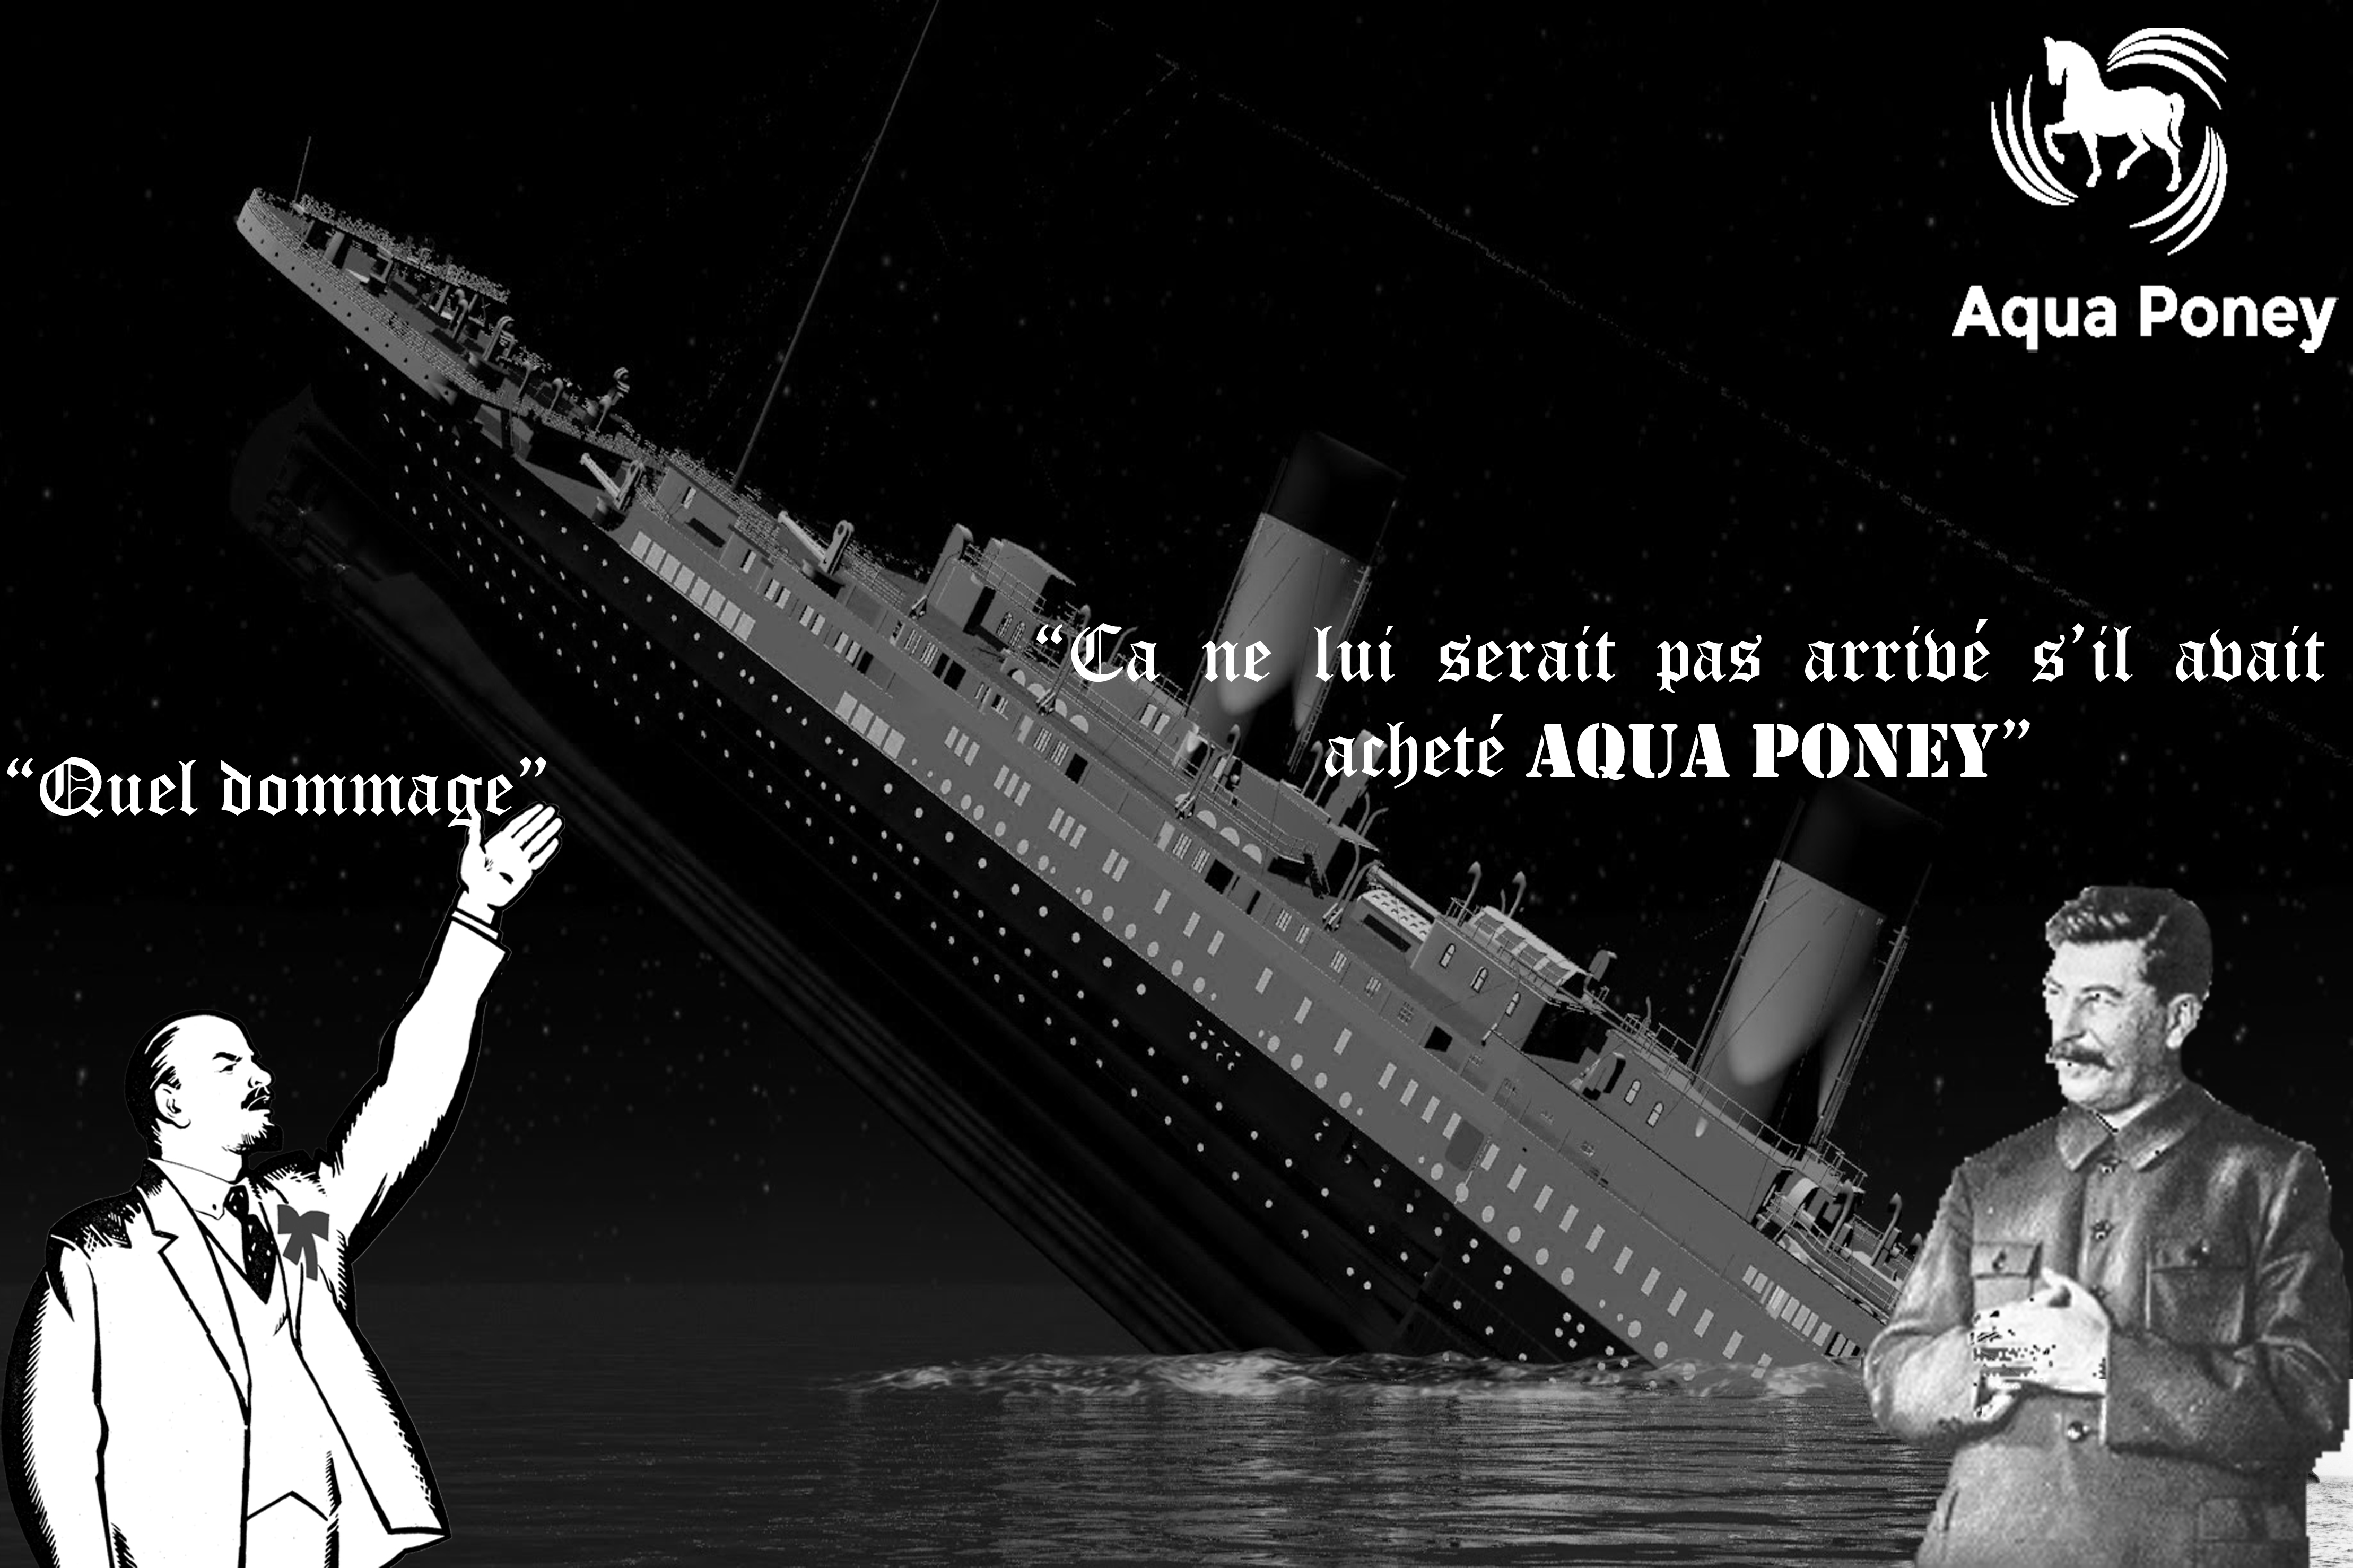 Aqua Poney
“Ca ne lui serait pas arrivé s’il avait
acheté AQUA PONEY”
“Quel dommage”